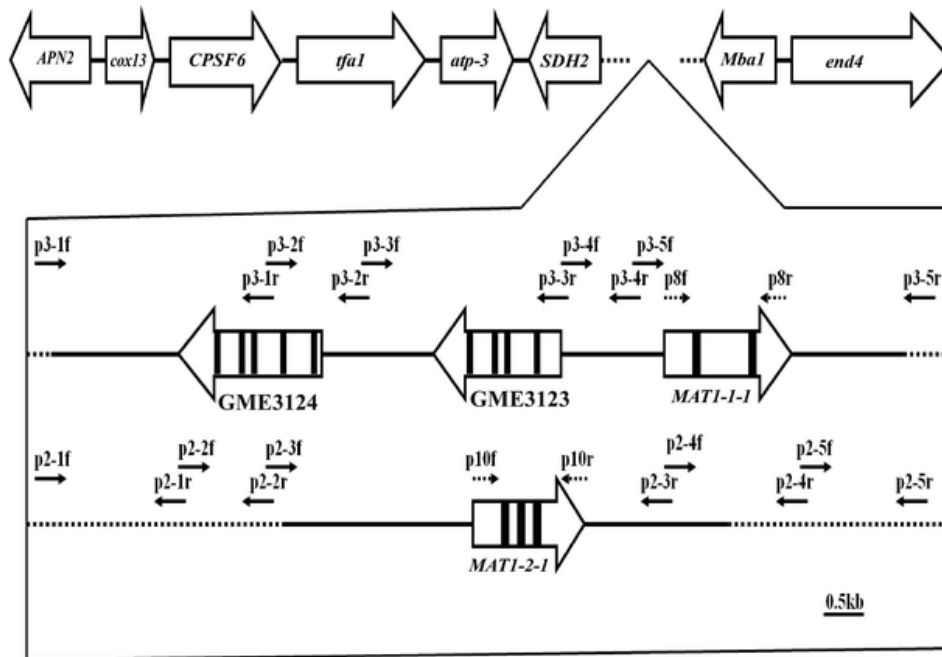 APN2 cox13 CPSF6 tfa1 atp-3 SDH2 Mba1 end4
p3-1f p3-2f p3-3f p3-4f p3-5f
p3-1r p3-2r p3-3r p3-4r p8f p8r p3-5r
GME3124 GME3123 MAT1-1-1
p2-1f p2-2f p2-3f p10f p10r p2-4f p2-5f
p2-1r p2-2r p2-3r p2-4r p2-5r
MAT1-2-1
0.5kb